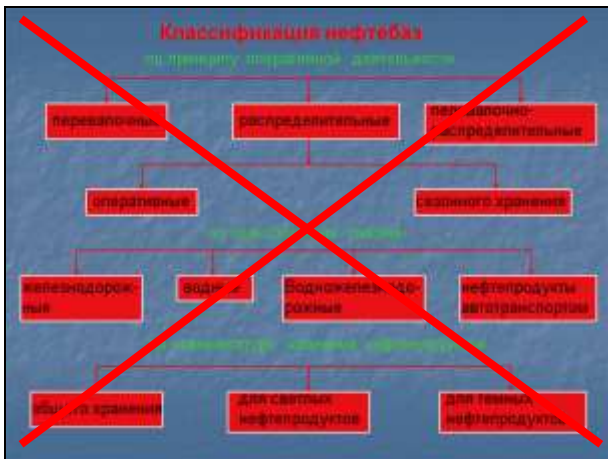 Классификация нефтебаз
по принципу оперативной деятельности
перевалочные
распределительные
перевалочно-
распределительные
оперативные
сезонного хранения
железнодорож-
ные
водные
Водножелезнодо-
рожные
нефтепродукты
автотранспортом
общего хранения
для светлых
нефтепродуктов
для темных
нефтепродуктов